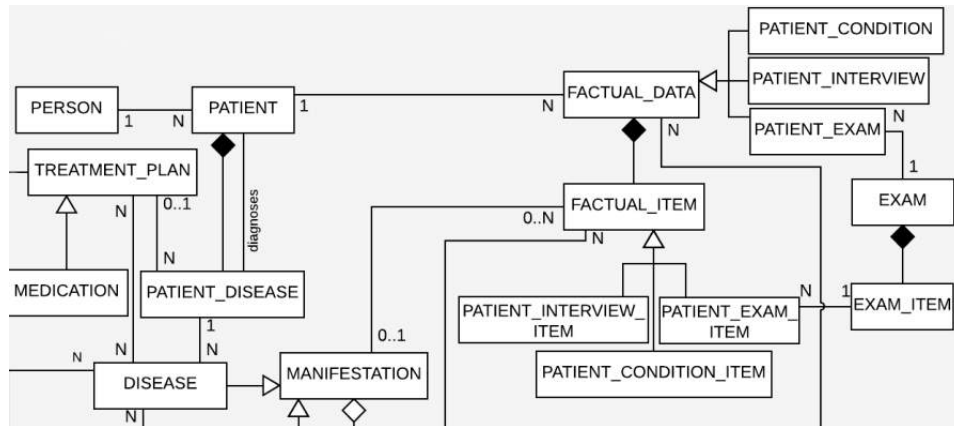 PATIENT_CONDITION
PERSON
1
N
PATIENT
1
N
FACTUAL_DATA
N
PATIENT_INTERVIEW
PATIENT_EXAM
N
1
EXAM
TREATMENT_PLAN
N
0..1
N
diagnoses
MEDICATION
PATIENT_DISEASE
1
N
N
N
DISEASE
N
0..N
FACTUAL_ITEM
N
0..1
MANIFESTATION
PATIENT_INTERVIEW_
ITEM
PATIENT_EXAM_
ITEM
N
1
EXAM_ITEM
PATIENT_CONDITION_ITEM